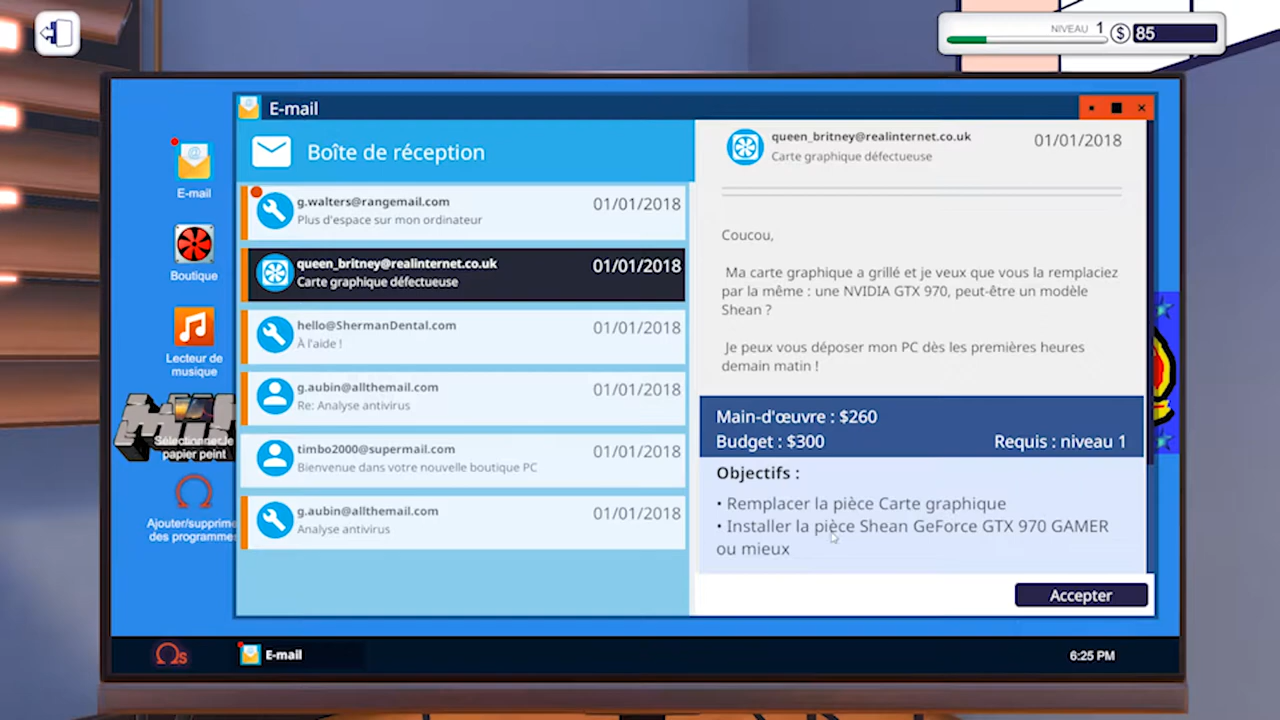 NIVEAU 1
$ 85
E-mail
Boîte de réception
g.walters@rangemail.com 01/01/2018
Plus d'espace sur mon ordinateur
queen_britney@realinternet.co.uk 01/01/2018
Carte graphique défectueuse
hello@ShermanDental.com 01/01/2018
À l'aide !
g.aubin@allthemail.com 01/01/2018
Re: Analyse antivirus
timbo2000@supermail.com 01/01/2018
Bienvenue dans votre nouvelle boutique PC
g.aubin@allthemail.com 01/01/2018
Analyse antivirus
queen_britney@realinternet.co.uk 01/01/2018
Carte graphique défectueuse
Coucou,
Ma carte graphique a grillé et je veux que vous la remplaciez
par la même : une NVIDIA GTX 970, peut-être un modèle
Shean ?
Je peux vous déposer mon PC dès les premières heures
demain matin !
Main-d'œuvre : $260
Budget : $300 Requis : niveau 1
Objectifs :
• Remplacer la pièce Carte graphique
• Installer la pièce Shean GeForce GTX 970 GAMER
ou mieux
Accepter
E-mail
Boutique
Lecteur de
musique
Sélectionner le
papier peint
Ajouter/supprime
des programme
Ωs
E-mail
6:25 PM